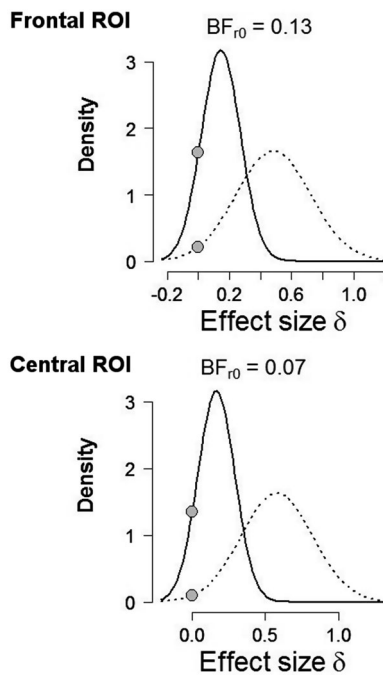 Frontal ROI
BFr0 = 0.13
Density
3
2
1
0
-0.2 0.2 0.6 1.0
Effect size δ
Central ROI
BFr0 = 0.07
Density
3
2
1
0
0.0 0.5 1.0
Effect size δ